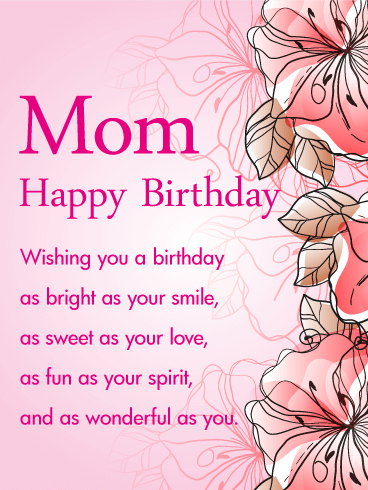 Mom
Happy Birthday
Wishing you a birthday
as bright as your smile,
as sweet as your love,
as fun as your spirit,
and as wonderful as you.